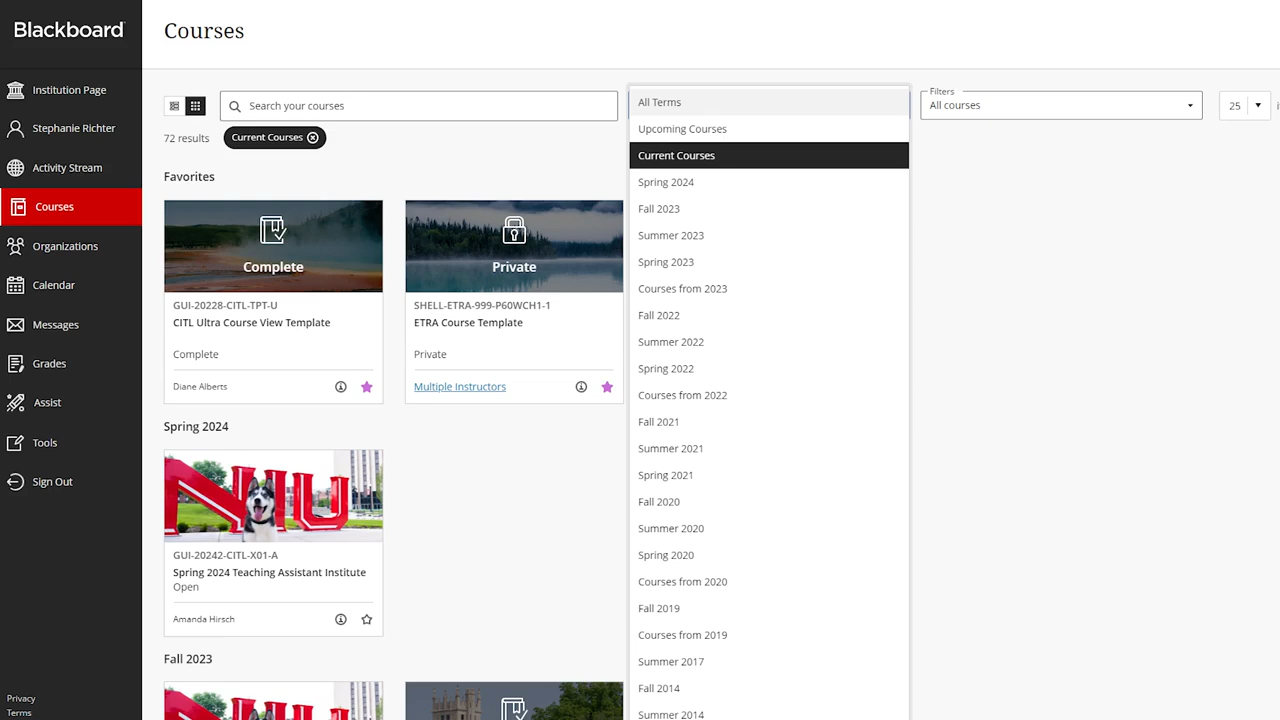 Blackboard
Institution Page
Stephanie Richter
Activity Stream
Courses
Organizations
Calendar
Messages
Grades
Assist
Tools
Sign Out
Privacy
Terms
Courses
Search your courses
72 results
Current Courses
All Terms
Upcoming Courses
Current Courses
Spring 2024
Fall 2023
Summer 2023
Spring 2023
Courses from 2023
Fall 2022
Summer 2022
Spring 2022
Courses from 2022
Fall 2021
Summer 2021
Spring 2021
Fall 2020
Summer 2020
Spring 2020
Courses from 2020
Fall 2019
Courses from 2019
Summer 2017
Fall 2014
Summer 2014
Filters
All courses
25
Favorites
Complete
GUI-20228-CITL-TPT-U
CITL Ultra Course View Template
Complete
Diane Alberts
Private
SHELL-ETRA-999-P60WCH1-1
ETRA Course Template
Private
Multiple Instructors
Spring 2024
NIU
GUI-20242-CITL-X01-A
Spring 2024 Teaching Assistant Institute
Open
Amanda Hirsch
Fall 2023